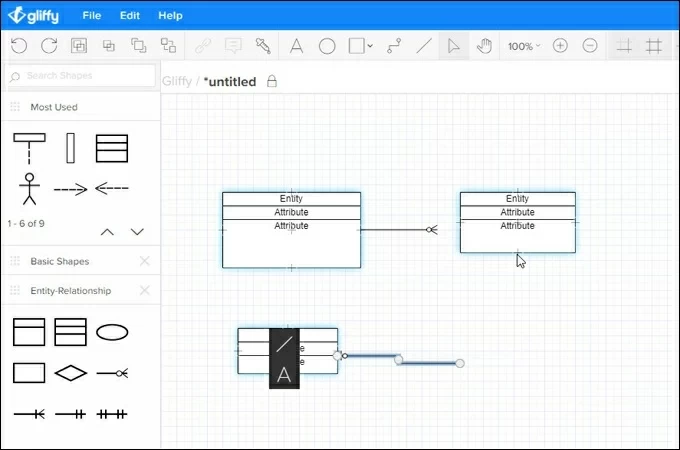 gliffy
File Edit Help
100%
Search Shapes
Gliffy / *untitled
Most Used
1 - 6 of 9
Basic Shapes
Entity-Relationship
Entity
Attribute
Attribute
Entity
Attribute
Attribute
e
e
A